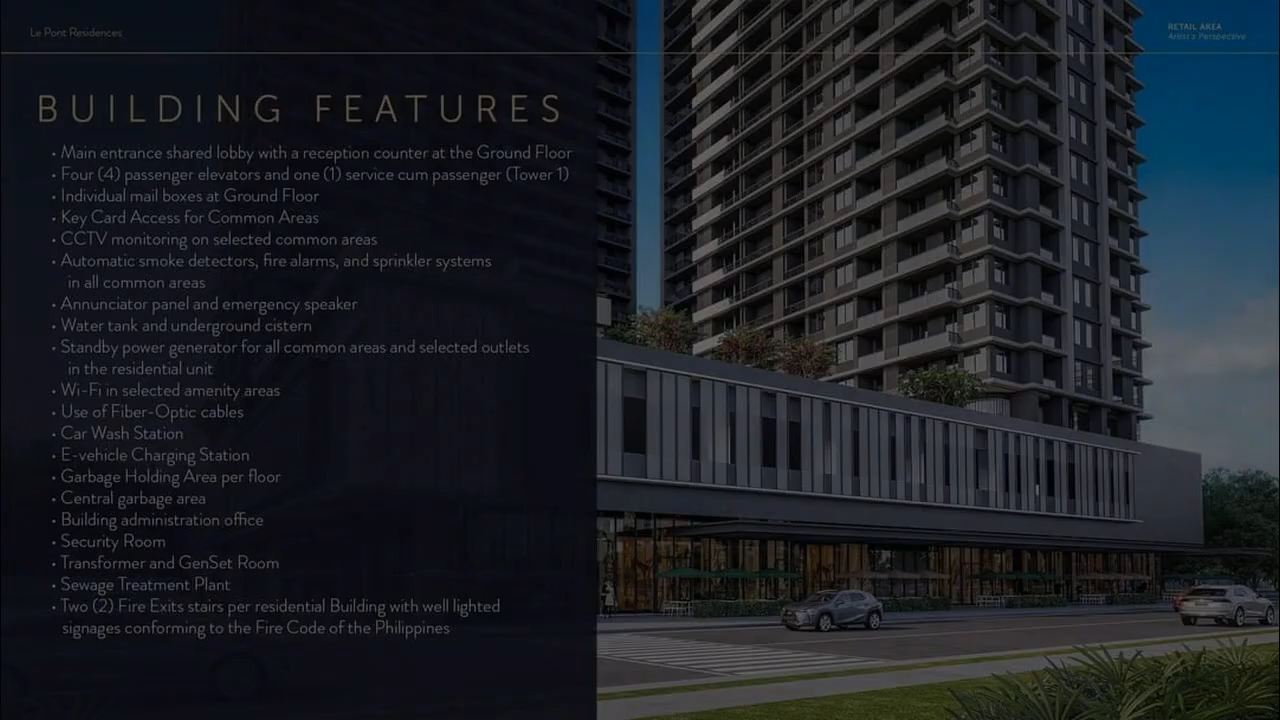 Le Pont Residences
RETAIL AREA
Artist's Perspective
BUILDING FEATURES
• Main entrance shared lobby with a reception counter at the Ground Floor
• Four (4) passenger elevators and one (1) service cum passenger (Tower 1)
• Individual mail boxes at Ground Floor
• Key Card Access for Common Areas
• CCTV monitoring on selected common areas
• Automatic smoke detectors, fire alarms, and sprinkler systems
in all common areas
• Annunciator panel and emergency speaker
• Water tank and underground cistern
• Standby power generator for all common areas and selected outlets
in the residential unit
• Wi-Fi in selected amenity areas
• Use of Fiber-Optic cables
• Car Wash Station
• E-vehicle Charging Station
• Garbage Holding Area per floor
• Central garbage area
• Building administration office
• Security Room
• Transformer and GenSet Room
• Sewage Treatment Plant
• Two (2) Fire Exits stairs per residential Building with well lighted
signages conforming to the Fire Code of the Philippines